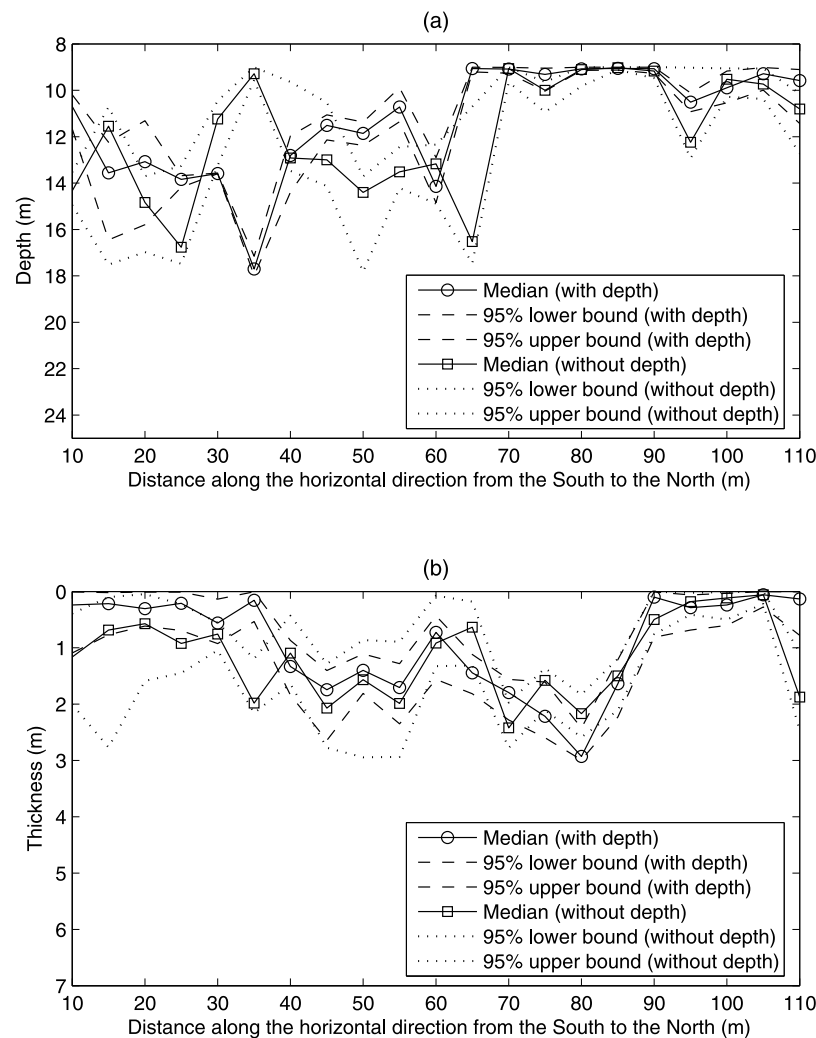 (a)
8
10
12
14
16
18
20
22
24
Depth (m)
Median (with depth)
95% lower bound (with depth)
95% upper bound (with depth)
Median (without depth)
95% lower bound (without depth)
95% upper bound (without depth)
10 20 30 40 50 60 70 80 90 100 110
Distance along the horizontal direction from the South to the North (m)
(b)
0
1
2
3
4
5
6
7
Thickness (m)
Median (with depth)
95% lower bound (with depth)
95% upper bound (with depth)
Median (without depth)
95% lower bound (without depth)
95% upper bound (without depth)
10 20 30 40 50 60 70 80 90 100 110
Distance along the horizontal direction from the South to the North (m)